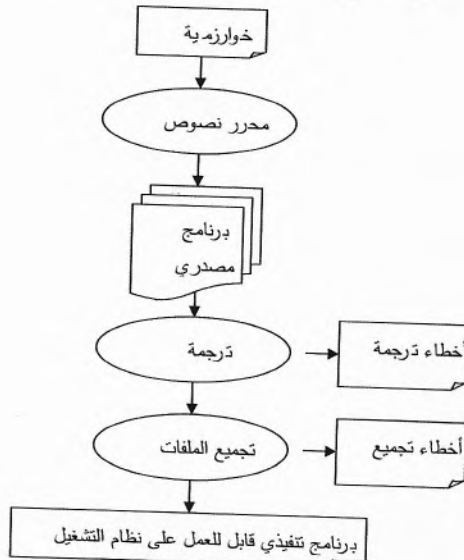 خوارزمية
محرر نصوص
برنامج
مصدري
ترجمة
أخطاء ترجمة
تجميع الملفات
أخطاء تجميع
برنامج تنفيذي قابل للعمل على نظام التشغيل